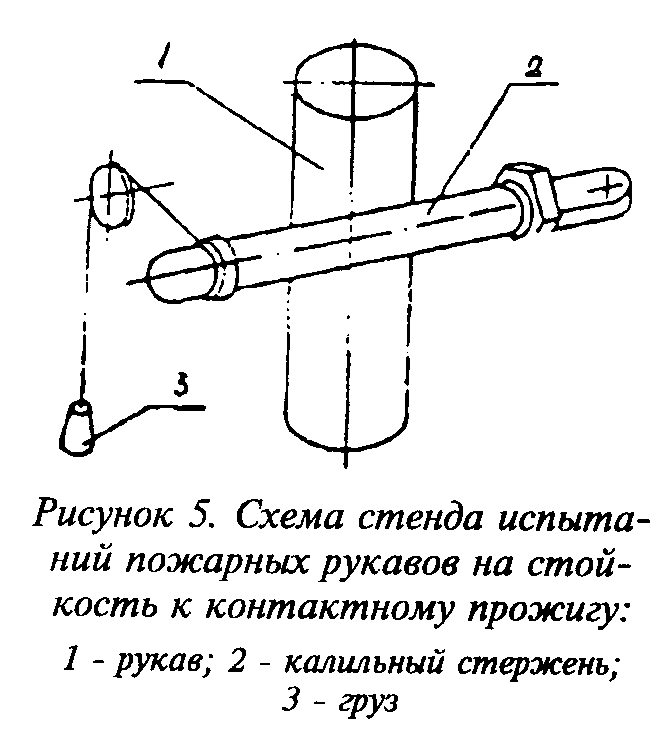 1
2
3
Рисунок 5. Схема стенда испыта-
ний пожарных рукавов на стой-
кость к контактному прожигу:
1 - рукав; 2 - калильный стержень;
3 - груз